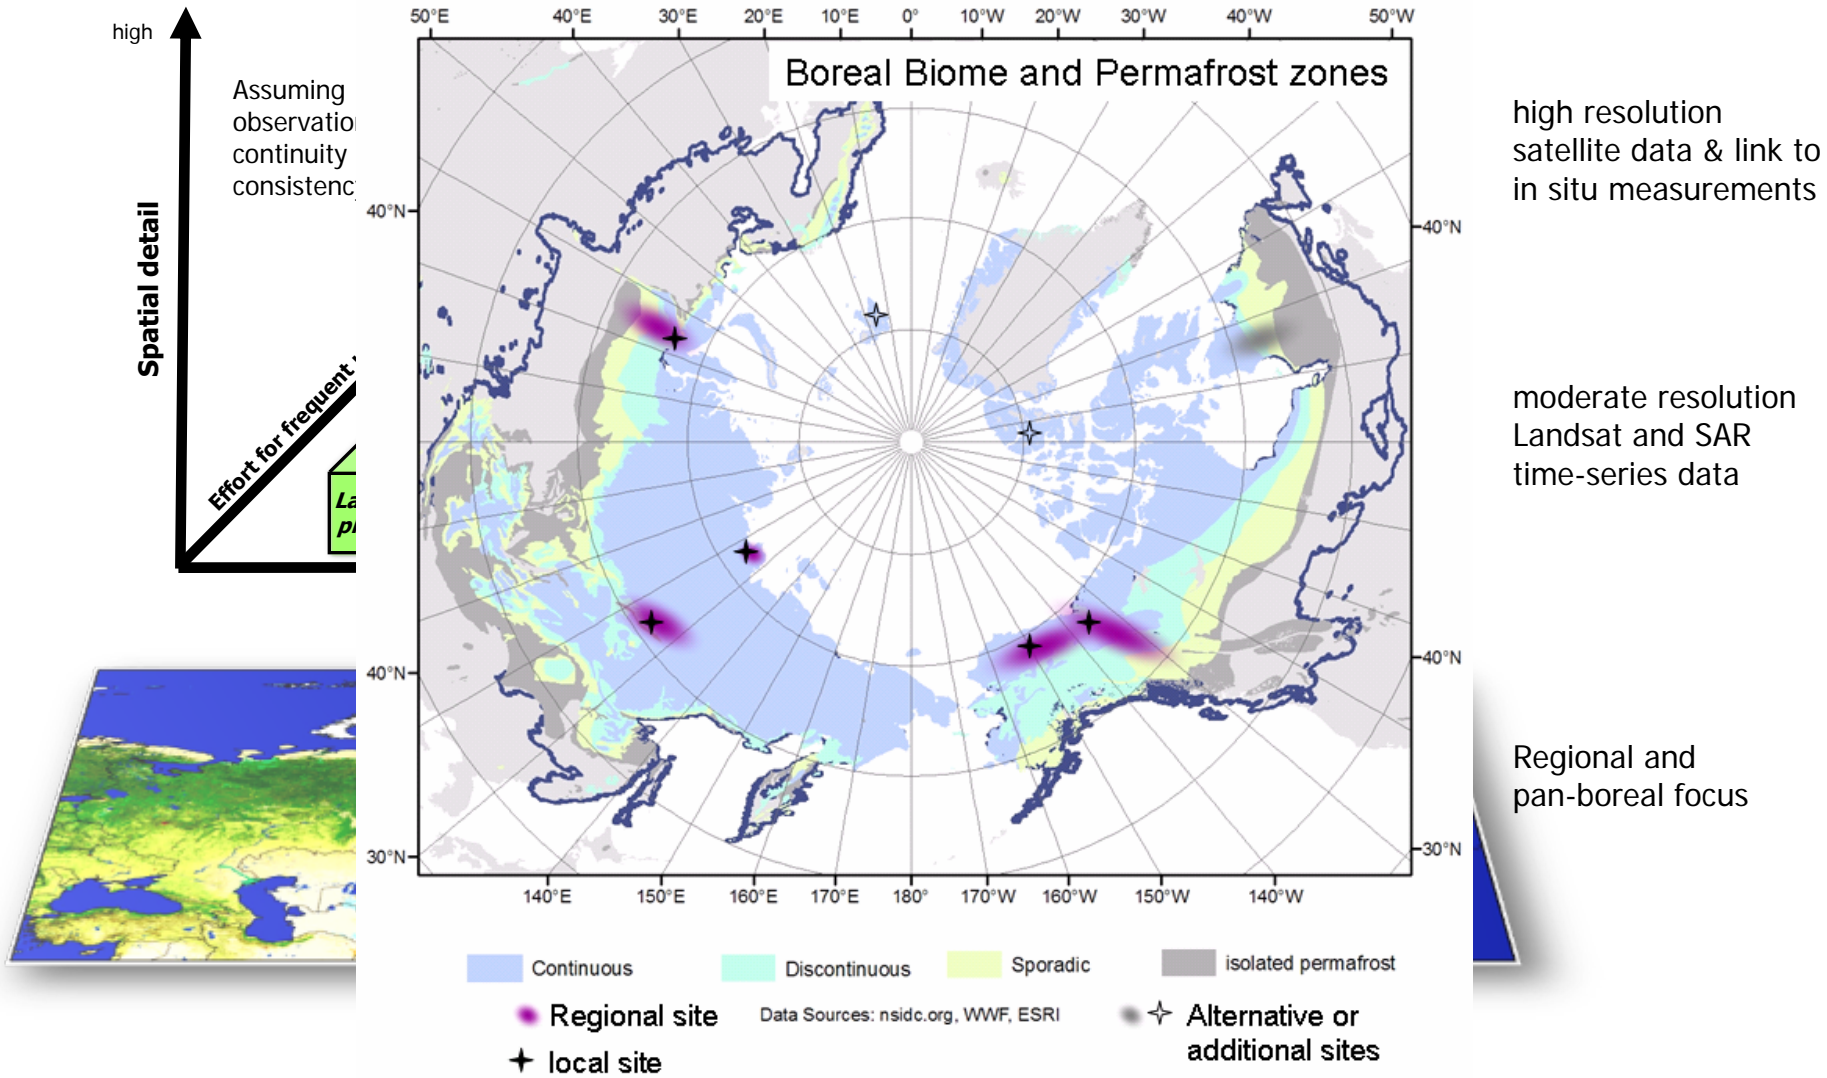 high
Assuming
continuity
Spatial detail
Effort for frequent
50°E
40°E
30°E
20°E
10°E
0°
10°W
20°W
30°W
40°W
50°W
Boreal Biome and Permafrost zones
40°N
40°N
30°N
40°N
40°N
30°N
140°E
150°E
160°E
170°E
180°
170°W
160°W
150°W
140°W
Continuous
Discontinuous
Sporadic
isolated permafrost
Regional site
Data Sources: nsidc.org, WWF, ESRI
Alternative or
additional sites
local site
high resolution
satellite data & link to
in situ measurements
moderate resolution
Landsat and SAR
time-series data
Regional and
pan-boreal focus